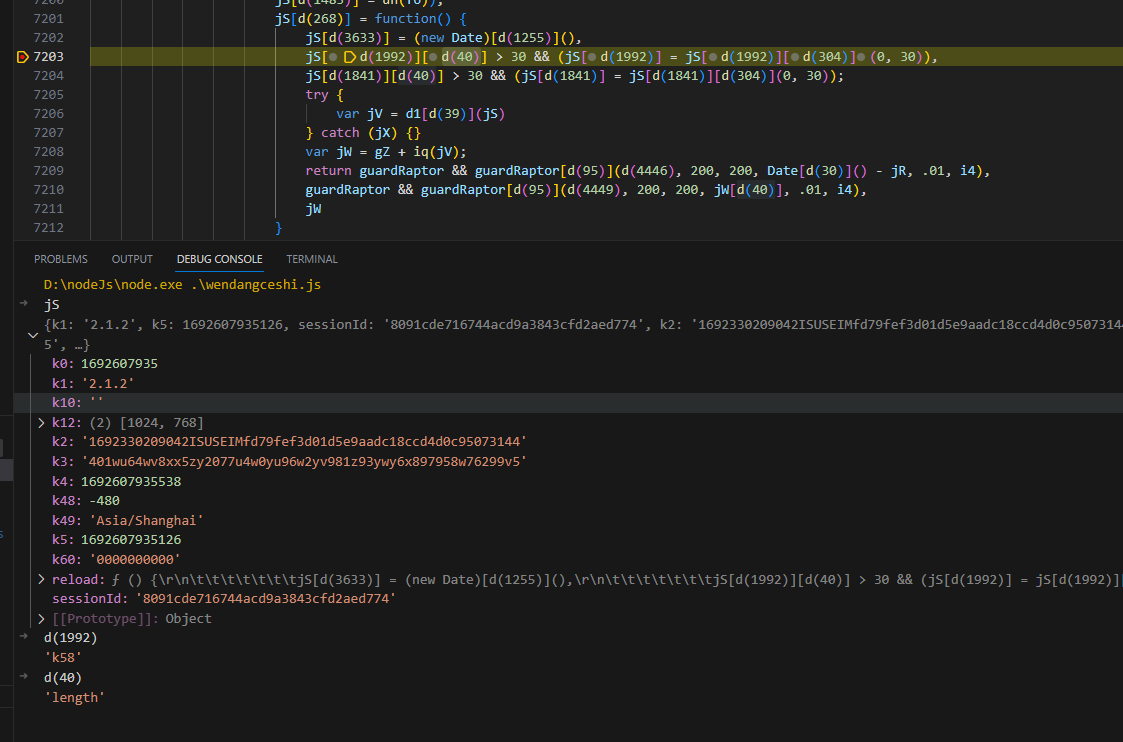 7200 jS[d(1485)] = un(f0)),
7201 jS[d(268)] = function() {
7202 jS[d(3633)] = (new Date)[d(1255)](),
7203 jS[d(1992)][d(40)] > 30 && (jS[d(1992)] = jS[d(1992)][d(304)](0, 30)),
7204 jS[d(1841)][d(40)] > 30 && (jS[d(1841)] = jS[d(1841)][d(304)](0, 30));
7205 try {
7206 var jV = d1[d(39)](jS)
7207 } catch (jX) {}
7208 var jW = gZ + iq(jV);
7209 return guardRaptor && guardRaptor[d(95)](d(4446), 200, 200, Date[d(30)]() - jR, .01, i4),
7210 guardRaptor && guardRaptor[d(95)](d(4449), 200, 200, jW[d(40)], .01, i4),
7211 jW
7212 }
PROBLEMS OUTPUT DEBUG CONSOLE TERMINAL
D:\nodeJs\node.exe .\wendangceshi.js
jS
{k1: '2.1.2', k5: 1692607935126, sessionId: '8091cde716744acd9a3843cfd2aed774', k2: '1692330209042ISUSEIMfd79fef3d01d5e9aadc18ccd4d0c9507314
5', …}
k0: 1692607935
k1: '2.1.2'
k10: ''
k12: (2) [1024, 768]
k2: '1692330209042ISUSEIMfd79fef3d01d5e9aadc18ccd4d0c95073144'
k3: '401wu64wv8xx5zy2077u4w0yu96w2yv981z93ywy6x897958w76299v5'
k4: 1692607935538
k48: -480
k49: 'Asia/Shanghai'
k5: 1692607935126
k60: '0000000000'
reload: ƒ () {\r\n\t\t\t\t\t\t\tjS[d(3633)] = (new Date)[d(1255)](),\r\n\t\t\t\t\t\t\tjS[d(1992)][d(40)] > 30 && (jS[d(1992)] = jS[d(1992)][
sessionId: '8091cde716744acd9a3843cfd2aed774'
[[Prototype]]: Object
d(1992)
'k58'
d(40)
'length'